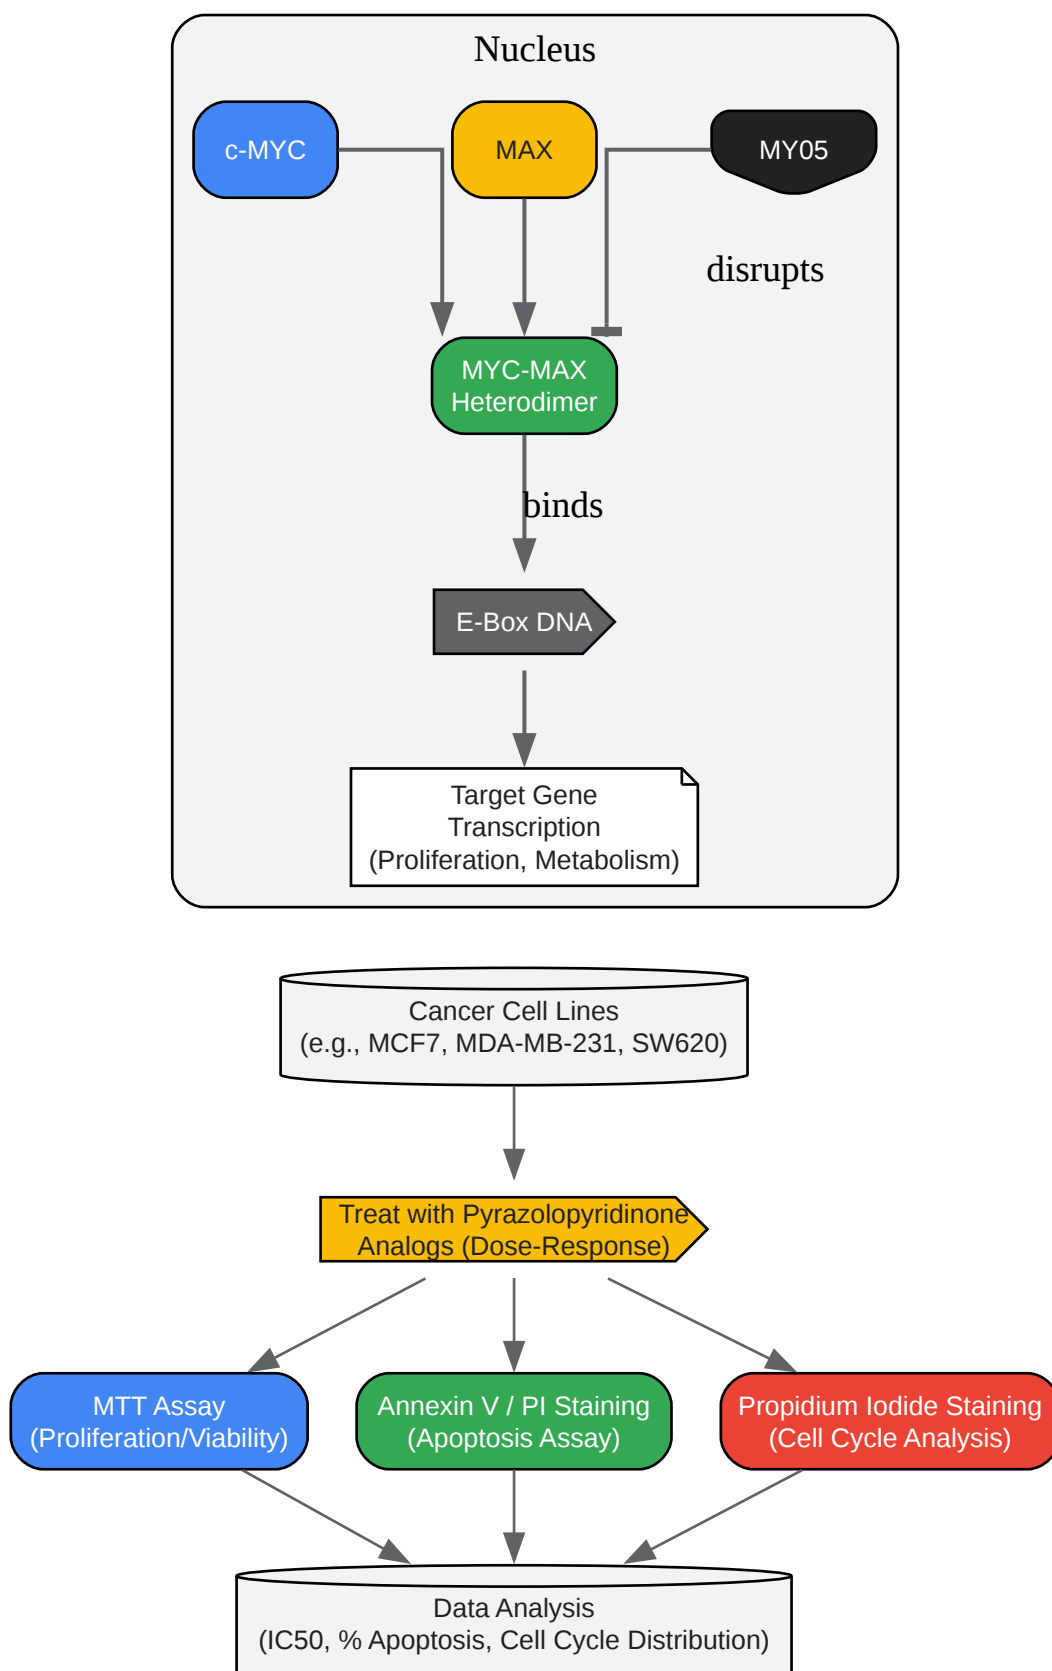 Nucleus
c-MYC
MAX
MY05
disrupts
MYC-MAX
Heterodimer
binds
E-Box DNA
Target Gene
Transcription
(Proliferation, Metabolism)
Cancer Cell Lines
(e.g., MCF7, MDA-MB-231, SW620)
Treat with Pyrazolopyridinone
Analogs (Dose-Response)
MTT Assay
(Proliferation/Viability)
Annexin V / PI Staining
(Apoptosis Assay)
Propidium Iodide Staining
(Cell Cycle Analysis)
Data Analysis
(IC50, % Apoptosis, Cell Cycle Distribution)